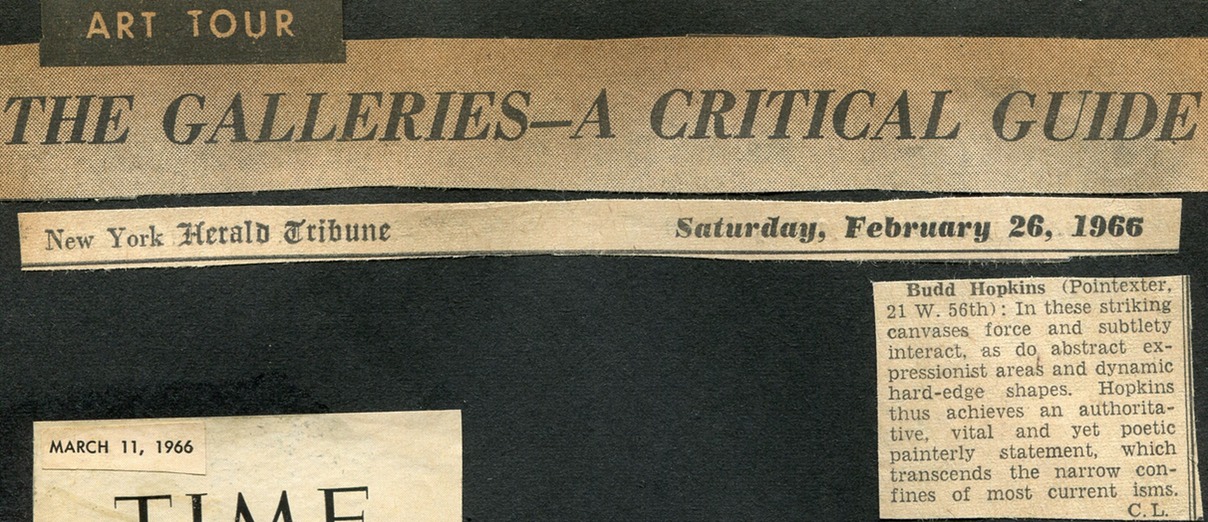 ART TOUR
THE GALLERIES—A CRITICAL GUIDE
New York Herald Tribune
Saturday, February 26, 1966
Budd Hopkins (Pointexter,
21 W. 56th): In these striking
canvases force and subtlety
interact, as do abstract ex-
pressionist areas and dynamic
hard-edge shapes. Hopkins
thus achieves an authorita-
tive, vital and yet poetic
painterly statement, which
transcends the narrow con-
fines of most current isms.
C. L.
MARCH 11, 1966
TIME